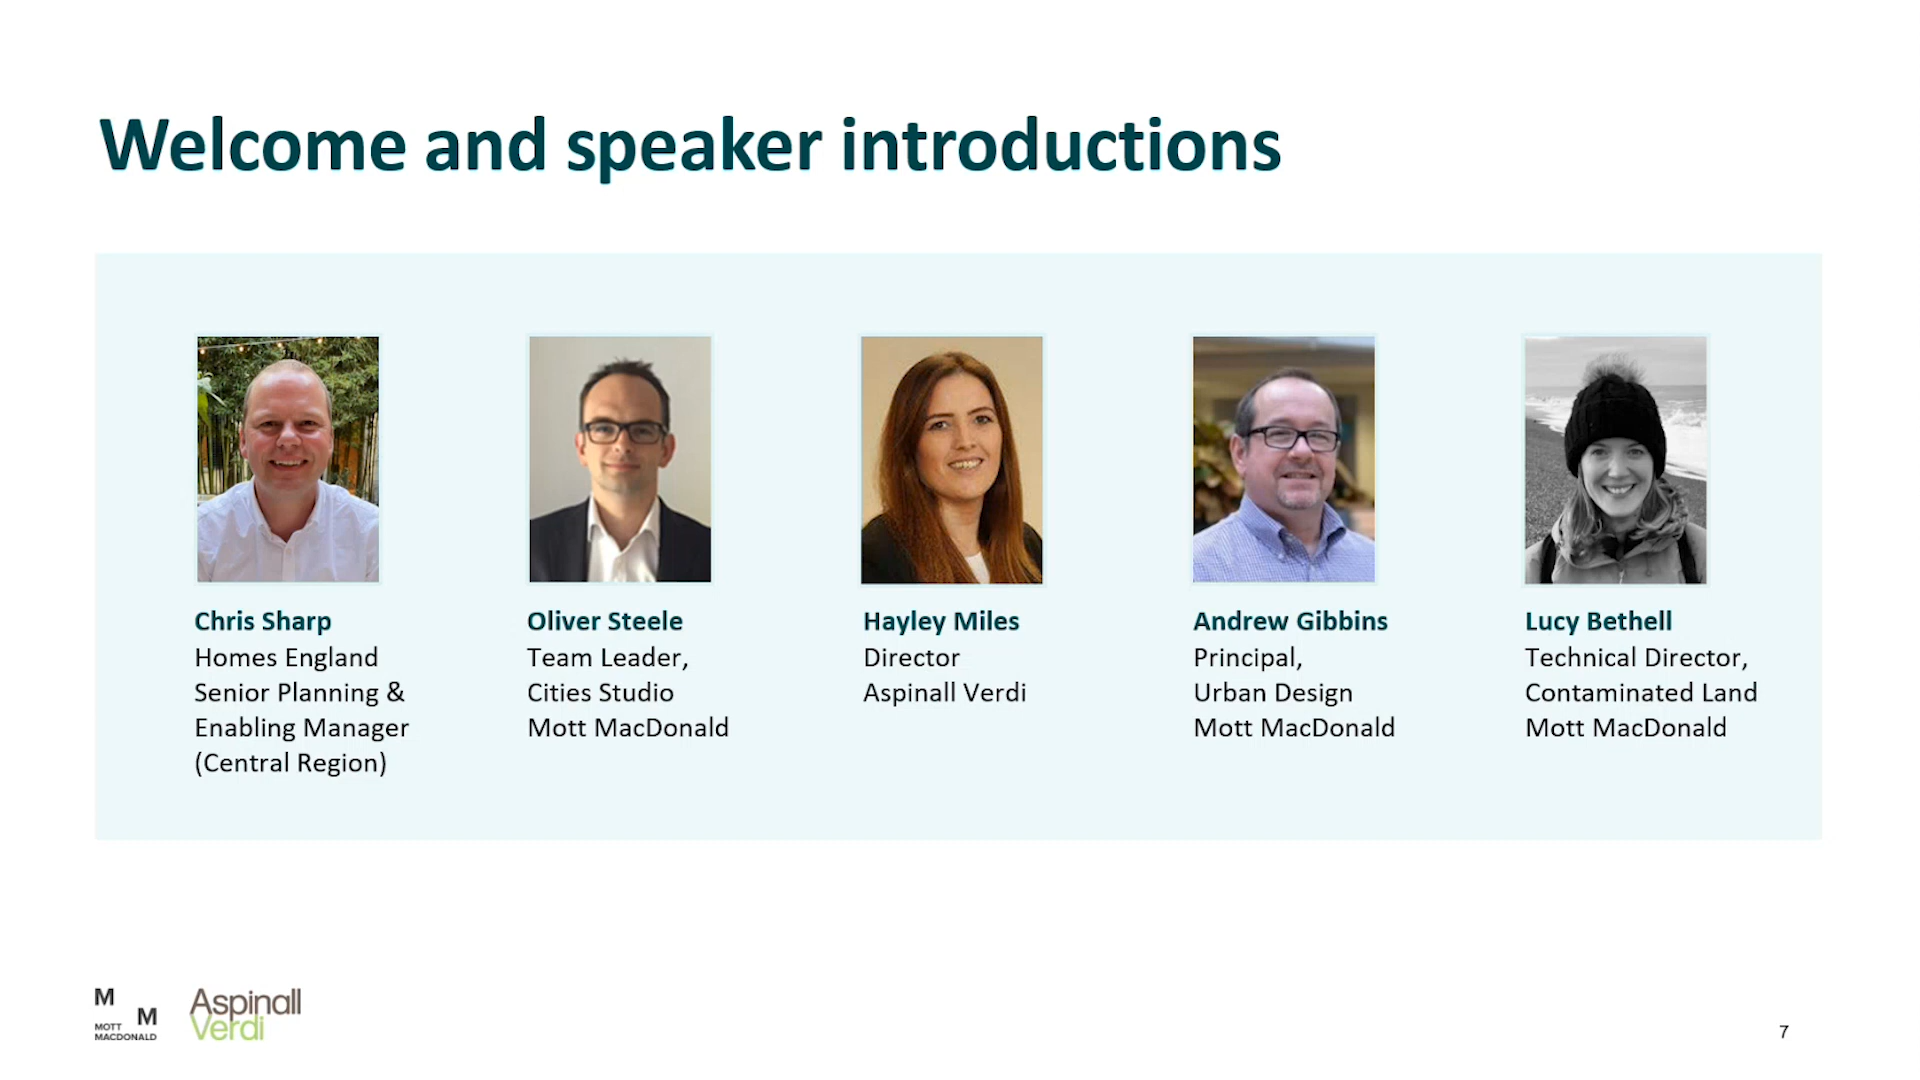 Welcome and speaker introductions
Chris Sharp
Homes England
Senior Planning &
Enabling Manager
(Central Region)
Oliver Steele
Team Leader,
Cities Studio
Mott MacDonald
Hayley Miles
Director
Aspinall Verdi
Andrew Gibbins
Principal,
Urban Design
Mott MacDonald
Lucy Bethell
Technical Director,
Contaminated Land
Mott MacDonald
M
M
MOTT
MACDONALD
Aspinall
Verdi
7